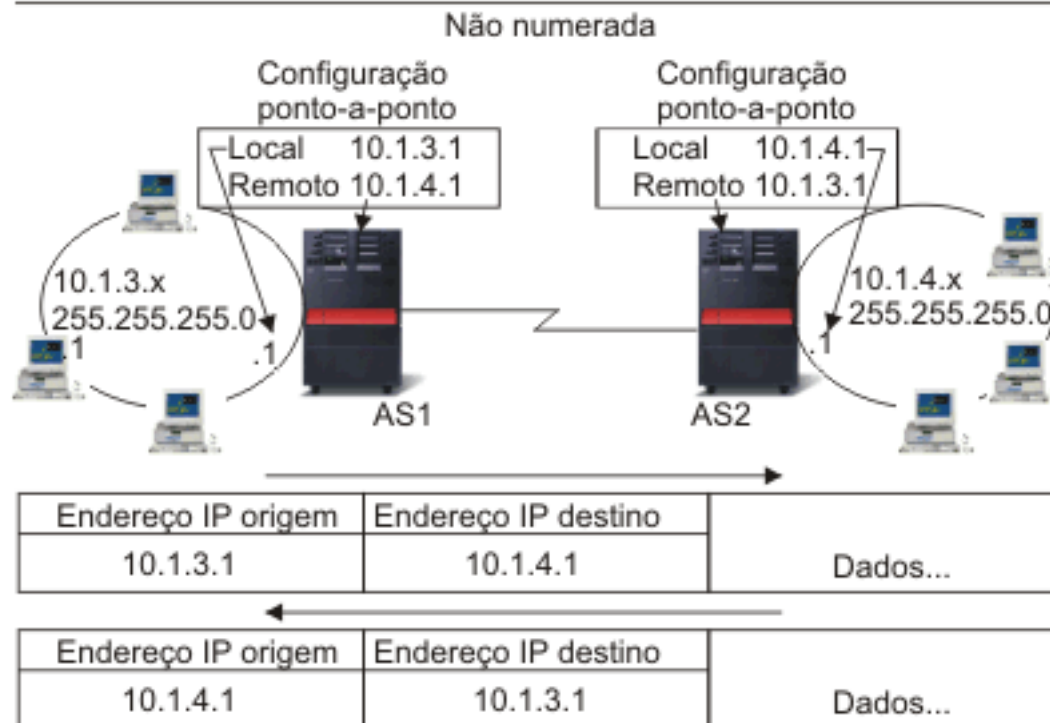 Não numerada
Configuração
ponto-a-ponto
Local 10.1.3.1
Remoto 10.1.4.1
Configuração
ponto-a-ponto
Local 10.1.4.1
Remoto 10.1.3.1
10.1.3.x
255.255.255.0
.1
.1
AS1
AS2
10.1.4.x
255.255.255.0
.1
Endereço IP origem Endereço IP destino
10.1.3.1 10.1.4.1 Dados...
Endereço IP origem Endereço IP destino
10.1.4.1 10.1.3.1 Dados...